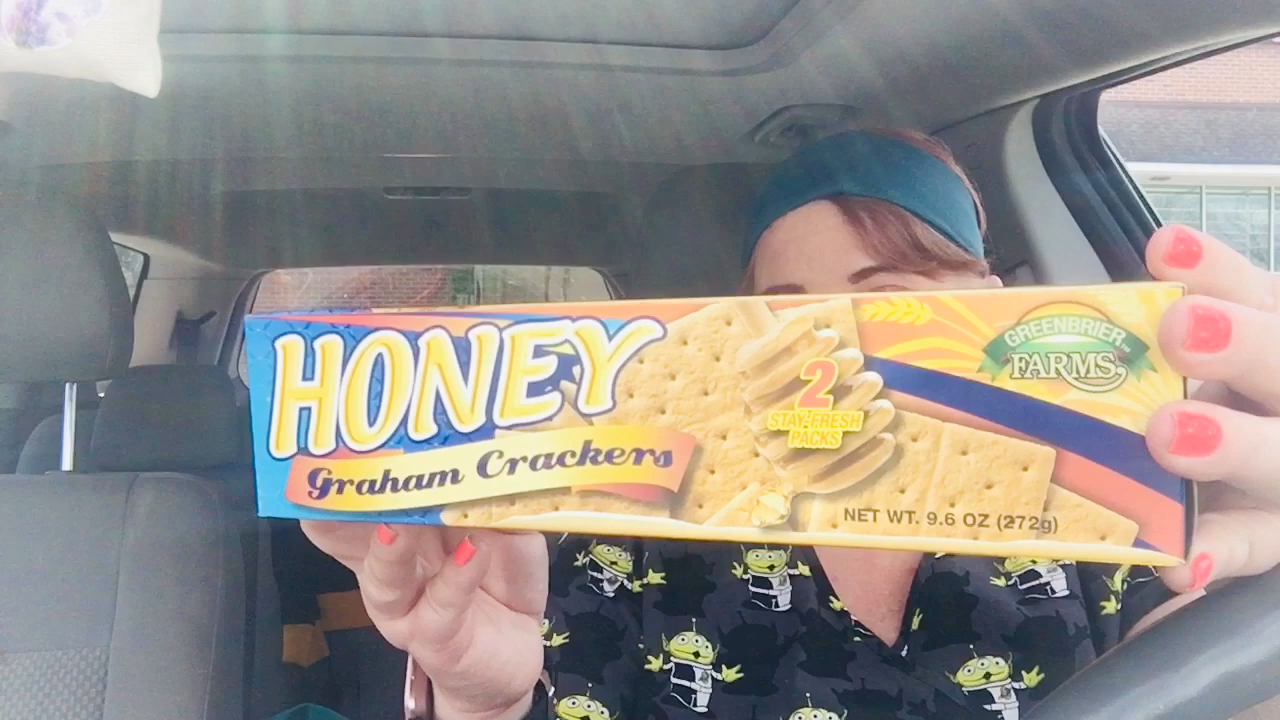 HONEY
Graham Crackers
2
STAY-FRESH
PACKS
GREENBRIER
FARMS
NET WT. 9.6 OZ (272g)